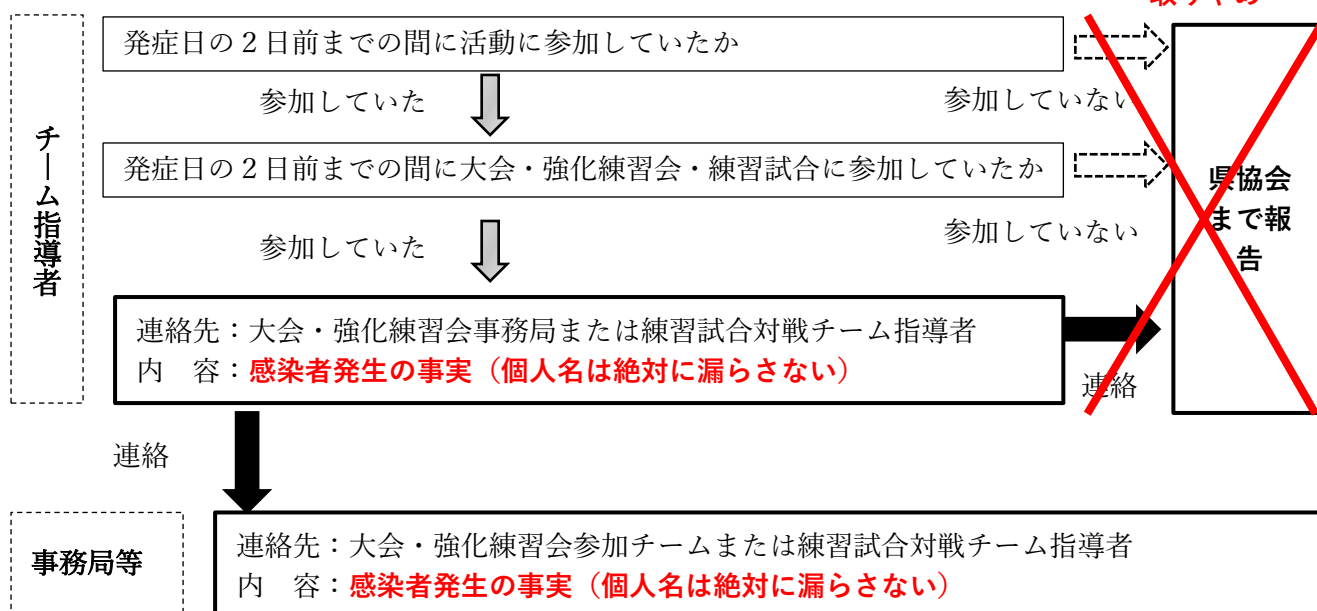 発症日の２日前までの間に活動に参加していたか
参加していた
参加していない
チーム指導者
発症日の２日前までの間に大会・強化練習会・練習試合に参加していたか
県協会
まで報
告
参加していた
参加していない
連絡先：大会・強化練習会事務局または練習試合対戦チーム指導者
内　容：感染者発生の事実（個人名は絶対に漏らさない）
連絡
連絡
事務局等
連絡先：大会・強化練習会参加チームまたは練習試合対戦チーム指導者
内　容：感染者発生の事実（個人名は絶対に漏らさない）